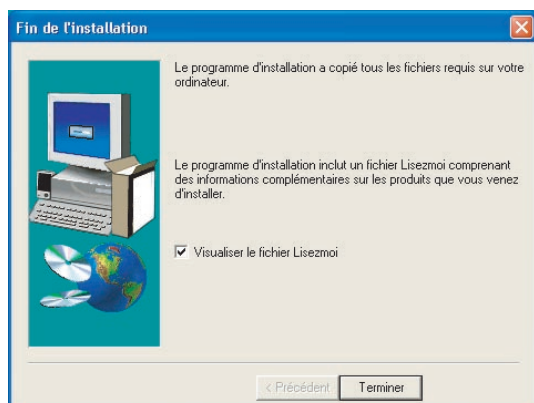 Fin de l'installation
Le programme d'installation a copié tous les fichiers requis sur votre
ordinateur.
Le programme d'installation inclut un fichier Lisezmoi comprenant
des informations complémentaires sur les produits que vous venez
d'installer.
Visualiser le fichier Lisezmoi
< Précédent
Terminer